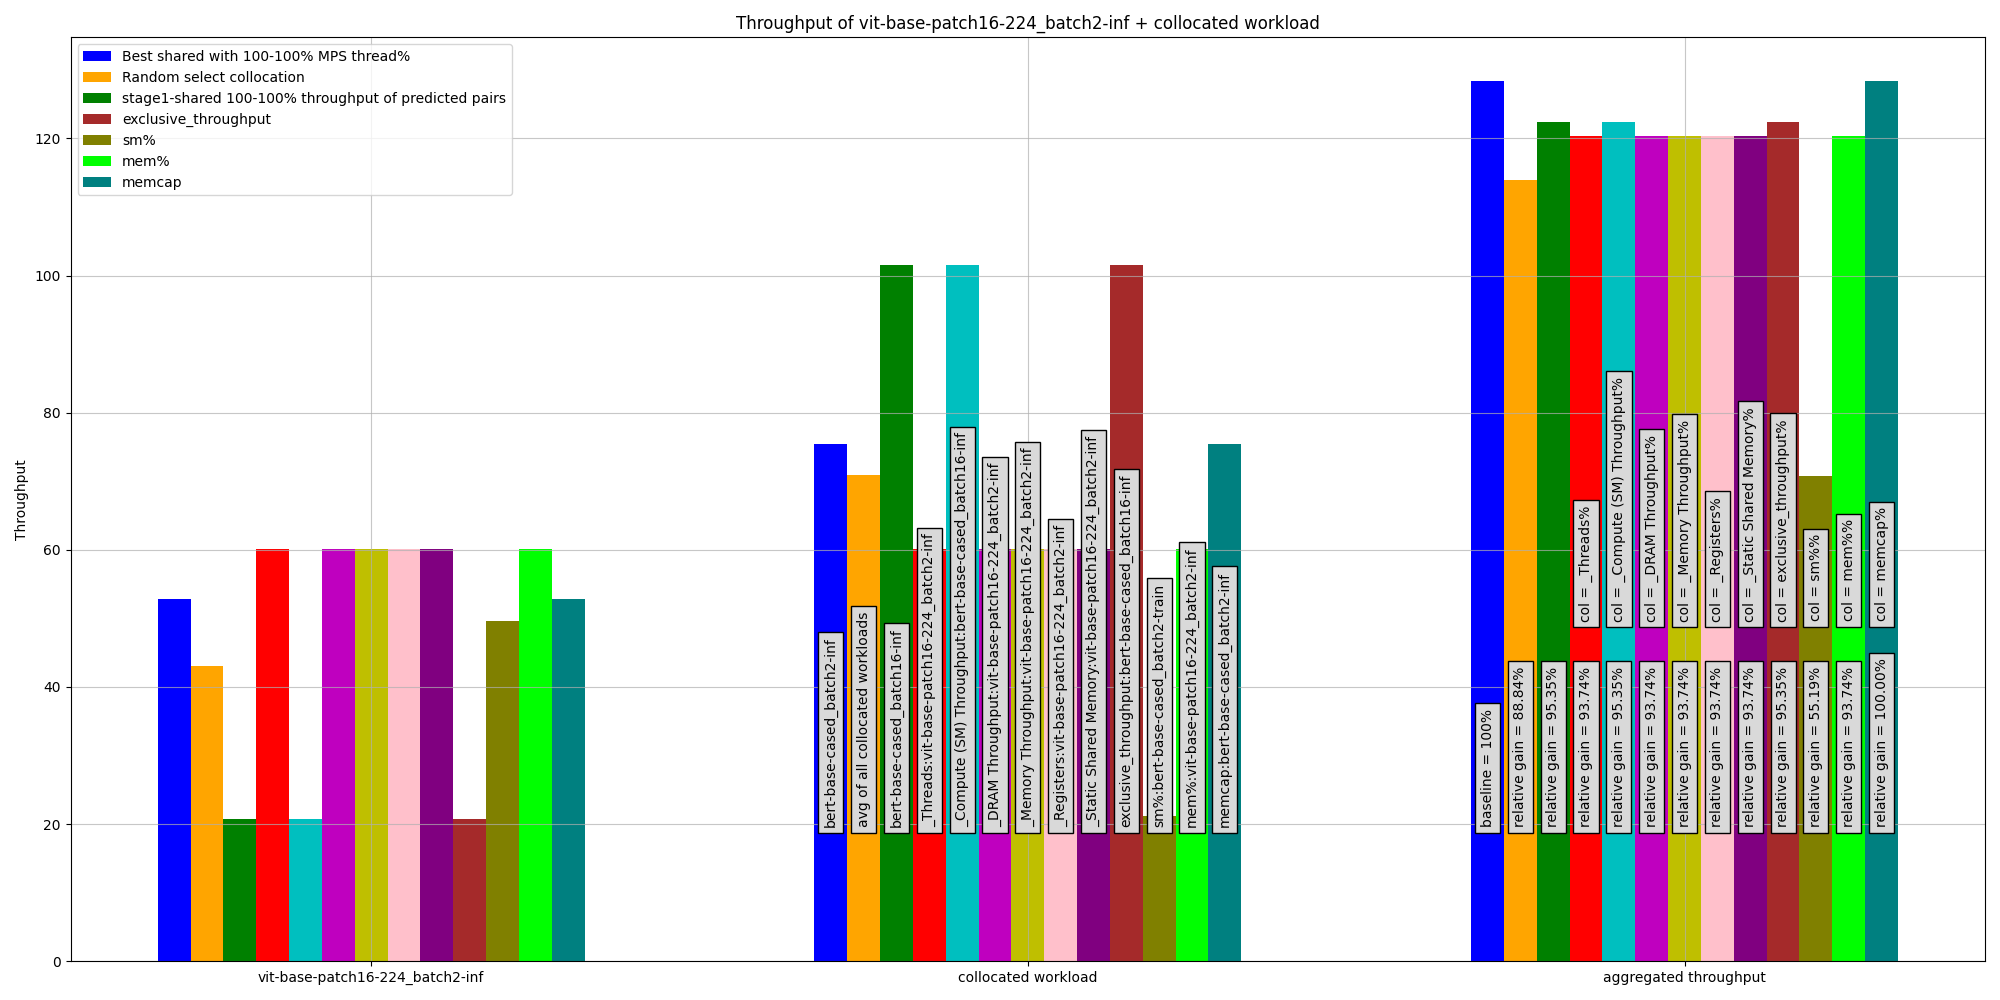 Throughput of vit-base-patch16-224_batch2-inf + collocated workload
Best shared with 100-100% MPS thread%
Random select collocation
stage1-shared 100-100% throughput of predicted pairs
exclusive_throughput
sm%
mem%
memcap
Throughput
120
100
80
60
40
20
0
bert-base-cased_batch2-inf
avg of all collocated workloads
bert-base-cased_batch16-inf
_Threads:vit-base-patch16-224_batch2-inf
_Compute (SM) Throughput:bert-base-cased_batch16-inf
_DRAM Throughput:vit-base-patch16-224_batch2-inf
_Memory Throughput:vit-base-patch16-224_batch2-inf
_Registers:vit-base-patch16-224_batch2-inf
_Static Shared Memory:vit-base-patch16-224_batch2-inf
exclusive_throughput:bert-base-cased_batch16-inf
sm%:bert-base-cased_batch2-train
mem%:vit-base-patch16-224_batch2-inf
memcap:bert-base-cased_batch2-inf
col = _Threads%
col = _Compute (SM) Throughput%
col = _DRAM Throughput%
col = _Memory Throughput%
col = _Registers%
col = _Static Shared Memory%
col = exclusive_throughput%
col = sm%%
col = mem%%
col = memcap%
baseline = 100%
relative gain = 88.84%
relative gain = 95.35%
relative gain = 93.74%
relative gain = 95.35%
relative gain = 93.74%
relative gain = 93.74%
relative gain = 93.74%
relative gain = 93.74%
relative gain = 95.35%
relative gain = 55.19%
relative gain = 93.74%
relative gain = 100.00%
vit-base-patch16-224_batch2-inf
collocated workload
aggregated throughput